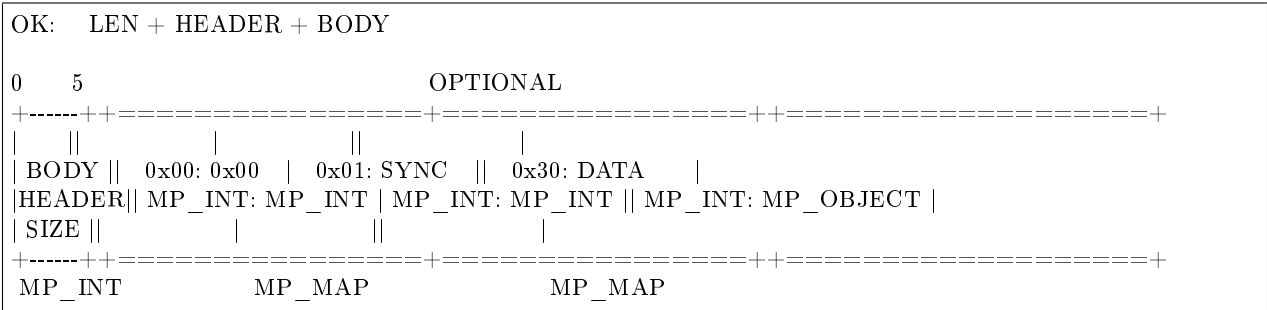 OK: LEN + HEADER + BODY
0 5 OPTIONAL
+------++================+================++===================+
| || | || |
| BODY || 0x00: 0x00 | 0x01: SYNC || 0x30: DATA |
|HEADER|| MP_INT: MP_INT | MP_INT: MP_INT || MP_INT: MP_OBJECT |
| SIZE || | || |
+------++================+================++===================+
MP_INT MP_MAP MP_MAP